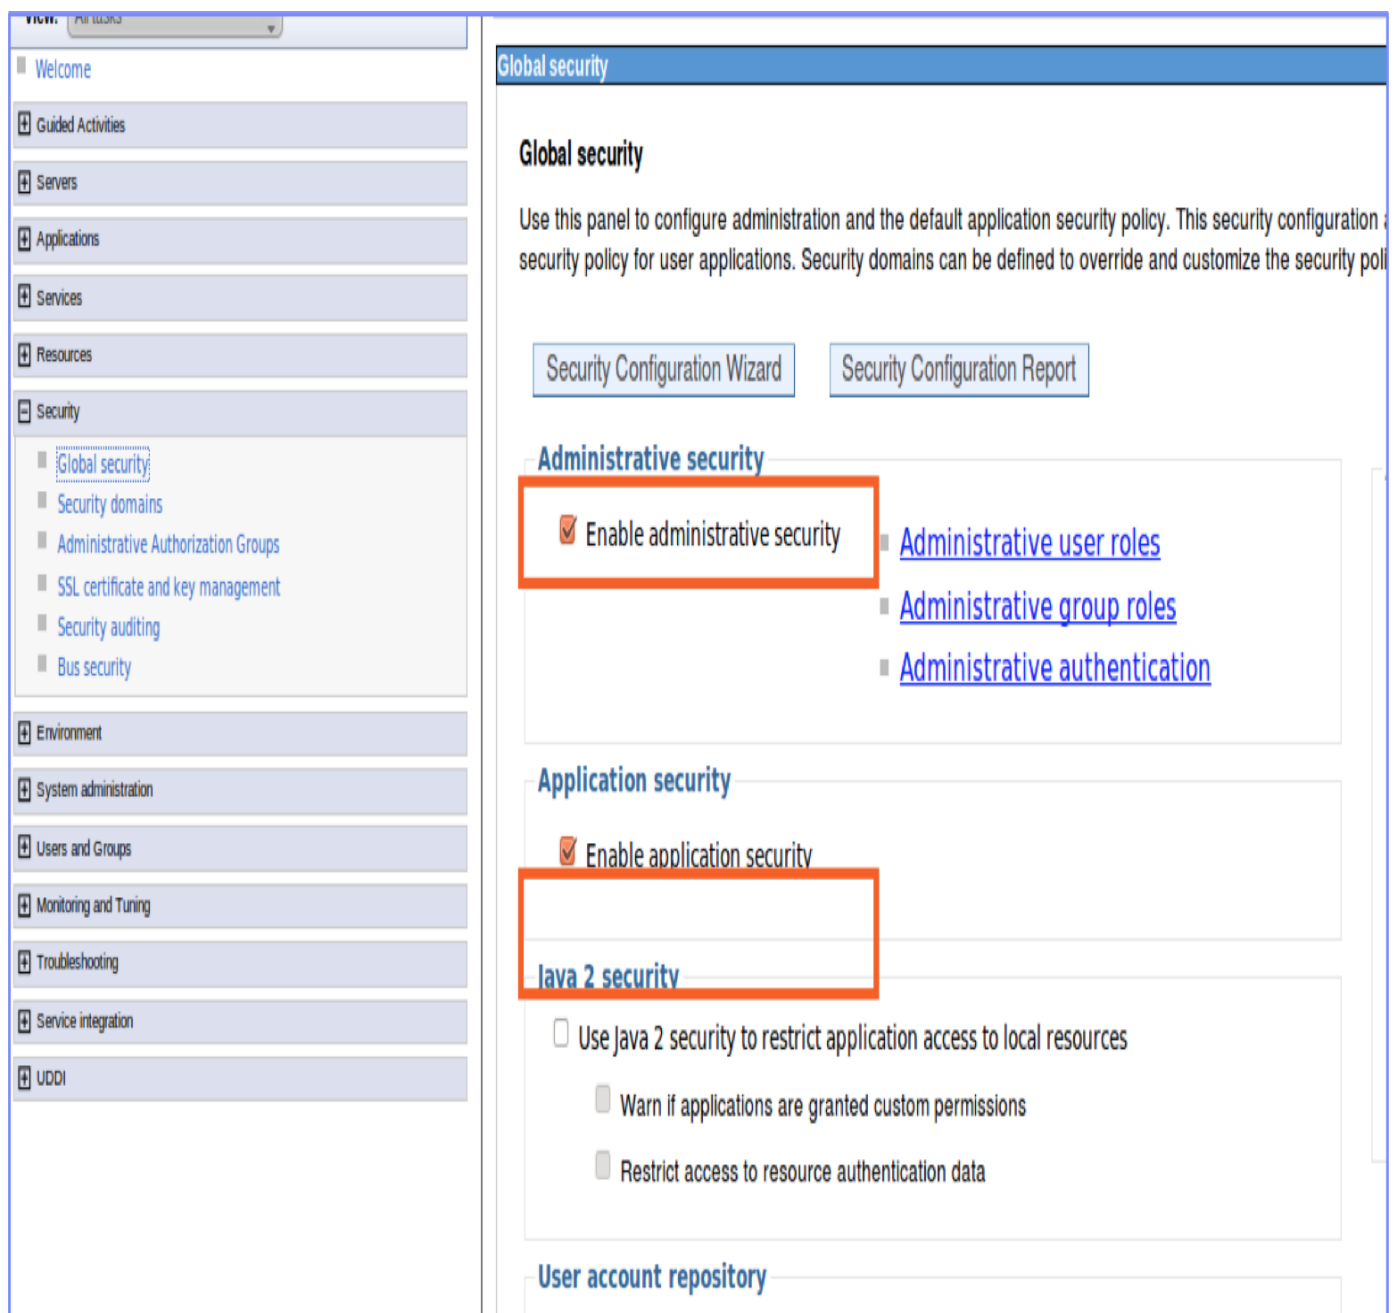 View: All tasks
Welcome
Guided Activities
Servers
Applications
Services
Resources
Security
Global security
Security domains
Administrative Authorization Groups
SSL certificate and key management
Security auditing
Bus security
Environment
System administration
Users and Groups
Monitoring and Tuning
Troubleshooting
Service integration
UDDI
Global security
Global security
Use this panel to configure administration and the default application security policy. This security configuration
security policy for user applications. Security domains can be defined to override and customize the security poli
Security Configuration Wizard Security Configuration Report
Administrative security
Enable administrative security
Administrative user roles
Administrative group roles
Administrative authentication
Application security
Enable application security
Java 2 security
Use Java 2 security to restrict application access to local resources
Warn if applications are granted custom permissions
Restrict access to resource authentication data
User account repository